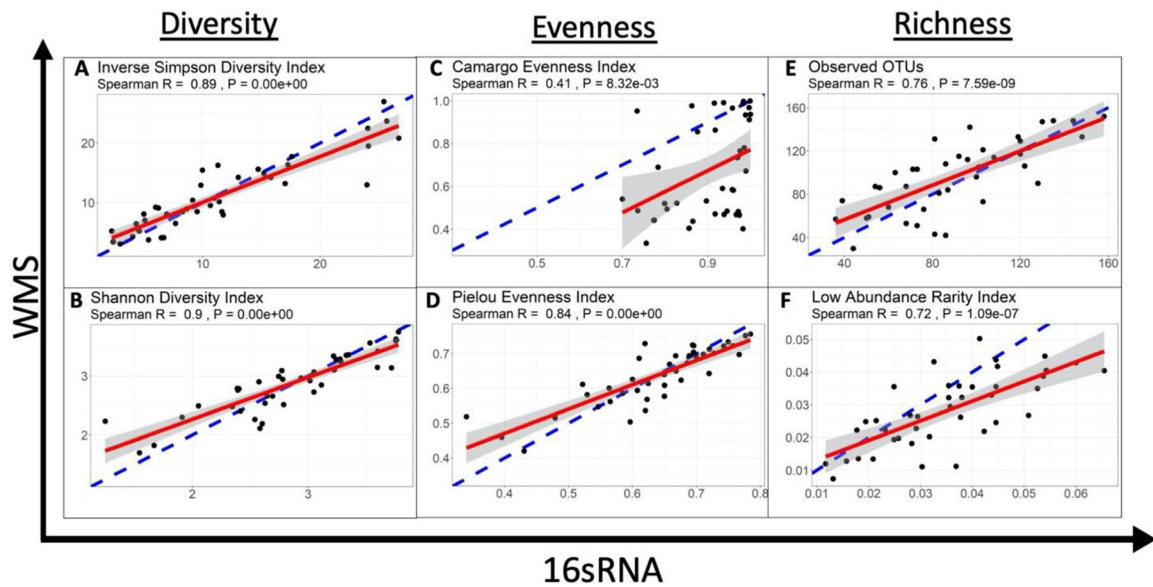 Diversity
Evenness
Richness
WMS
A Inverse Simpson Diversity Index
Spearman R = 0.89 , P = 0.00e+00
20
10
10
20
C Camargo Evenness Index
Spearman R = 0.41 , P = 8.32e-03
1.0
0.8
0.6
0.4
0.5
0.7
0.9
E Observed OTUs
Spearman R = 0.76 , P = 7.59e-09
160
120
80
40
40
80
120
160
B Shannon Diversity Index
Spearman R = 0.9 , P = 0.00e+00
3
2
2
3
D Pielou Evenness Index
Spearman R = 0.84 , P = 0.00e+00
0.7
0.6
0.5
0.4
0.4
0.5
0.6
0.7
0.8
F Low Abundance Rarity Index
Spearman R = 0.72 , P = 1.09e-07
0.05
0.04
0.03
0.02
0.01
0.01
0.02
0.03
0.04
0.05
0.06
16sRNA